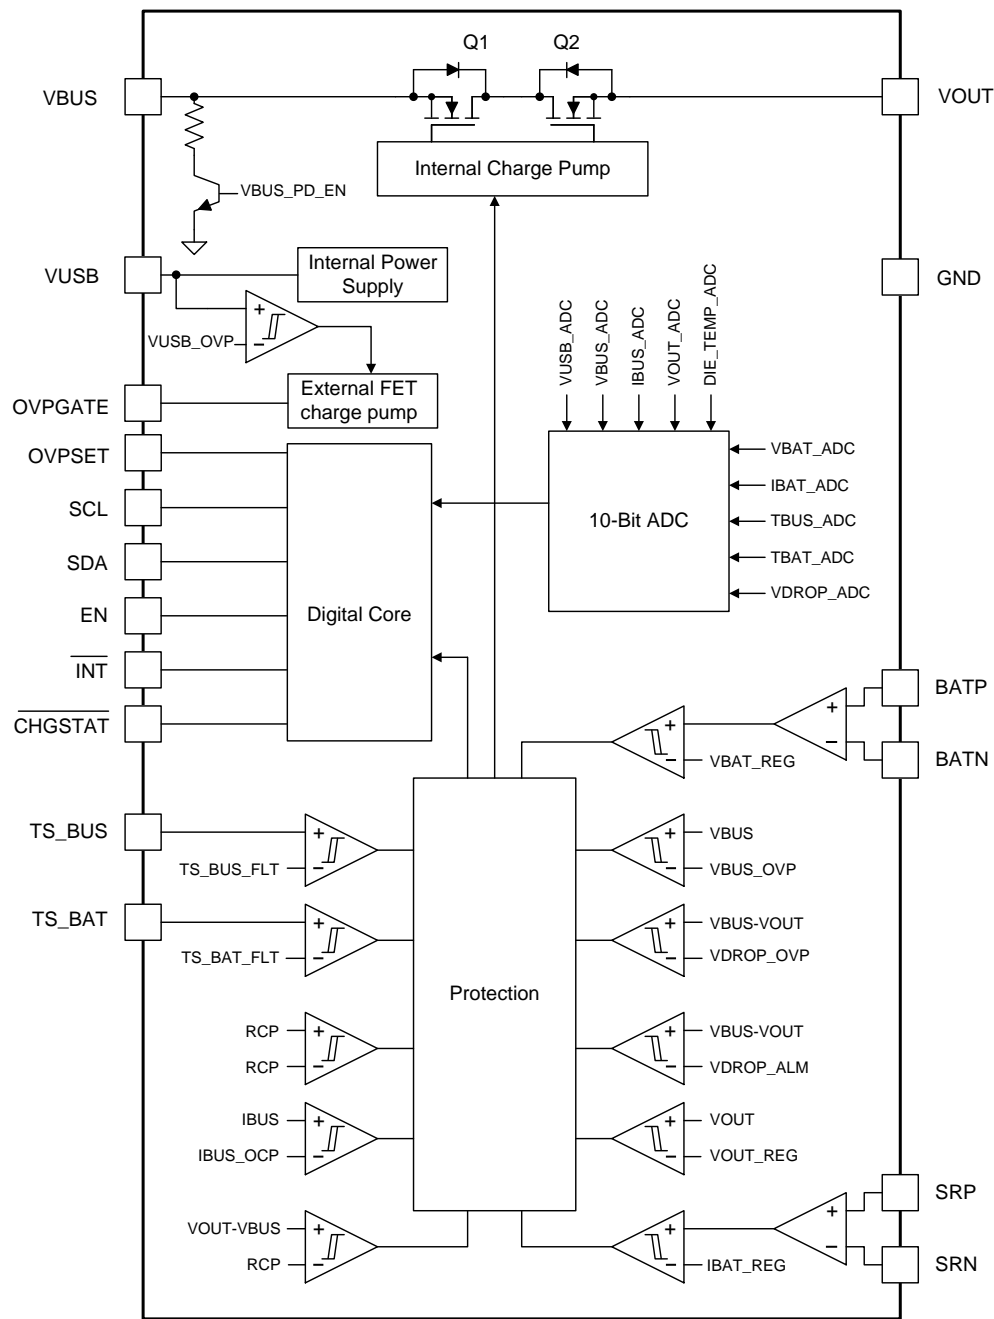 Q1
Q2
VBUS
VOUT
Internal Charge Pump
VBUS_PD_EN
VUSB
Internal Power
Supply
GND
+
VUSB_OVP
−
VUSB_ADC
VBUS_ADC
IBUS_ADC
VOUT_ADC
DIE_TEMP_ADC
External FET
charge pump
OVPGATE
OVPSET
SCL
SDA
EN
INT
CHGSTAT
Digital Core
10-Bit ADC
VBAT_ADC
IBAT_ADC
TBUS_ADC
TBAT_ADC
VDROP_ADC
BATP
+
−
BATN
+
−
VBAT_REG
TS_BUS
+
TS_BUS_FLT
−
+
VBUS
−
VBUS_OVP
TS_BAT
+
TS_BAT_FLT
−
+
VBUS-VOUT
−
VDROP_OVP
Protection
RCP
+
RCP
−
+
VBUS-VOUT
−
VDROP_ALM
IBUS
+
IBUS_OCP
−
+
VOUT
−
VOUT_REG
VOUT-VBUS
+
RCP
−
+
−
IBAT_REG
+
−
SRP
SRN